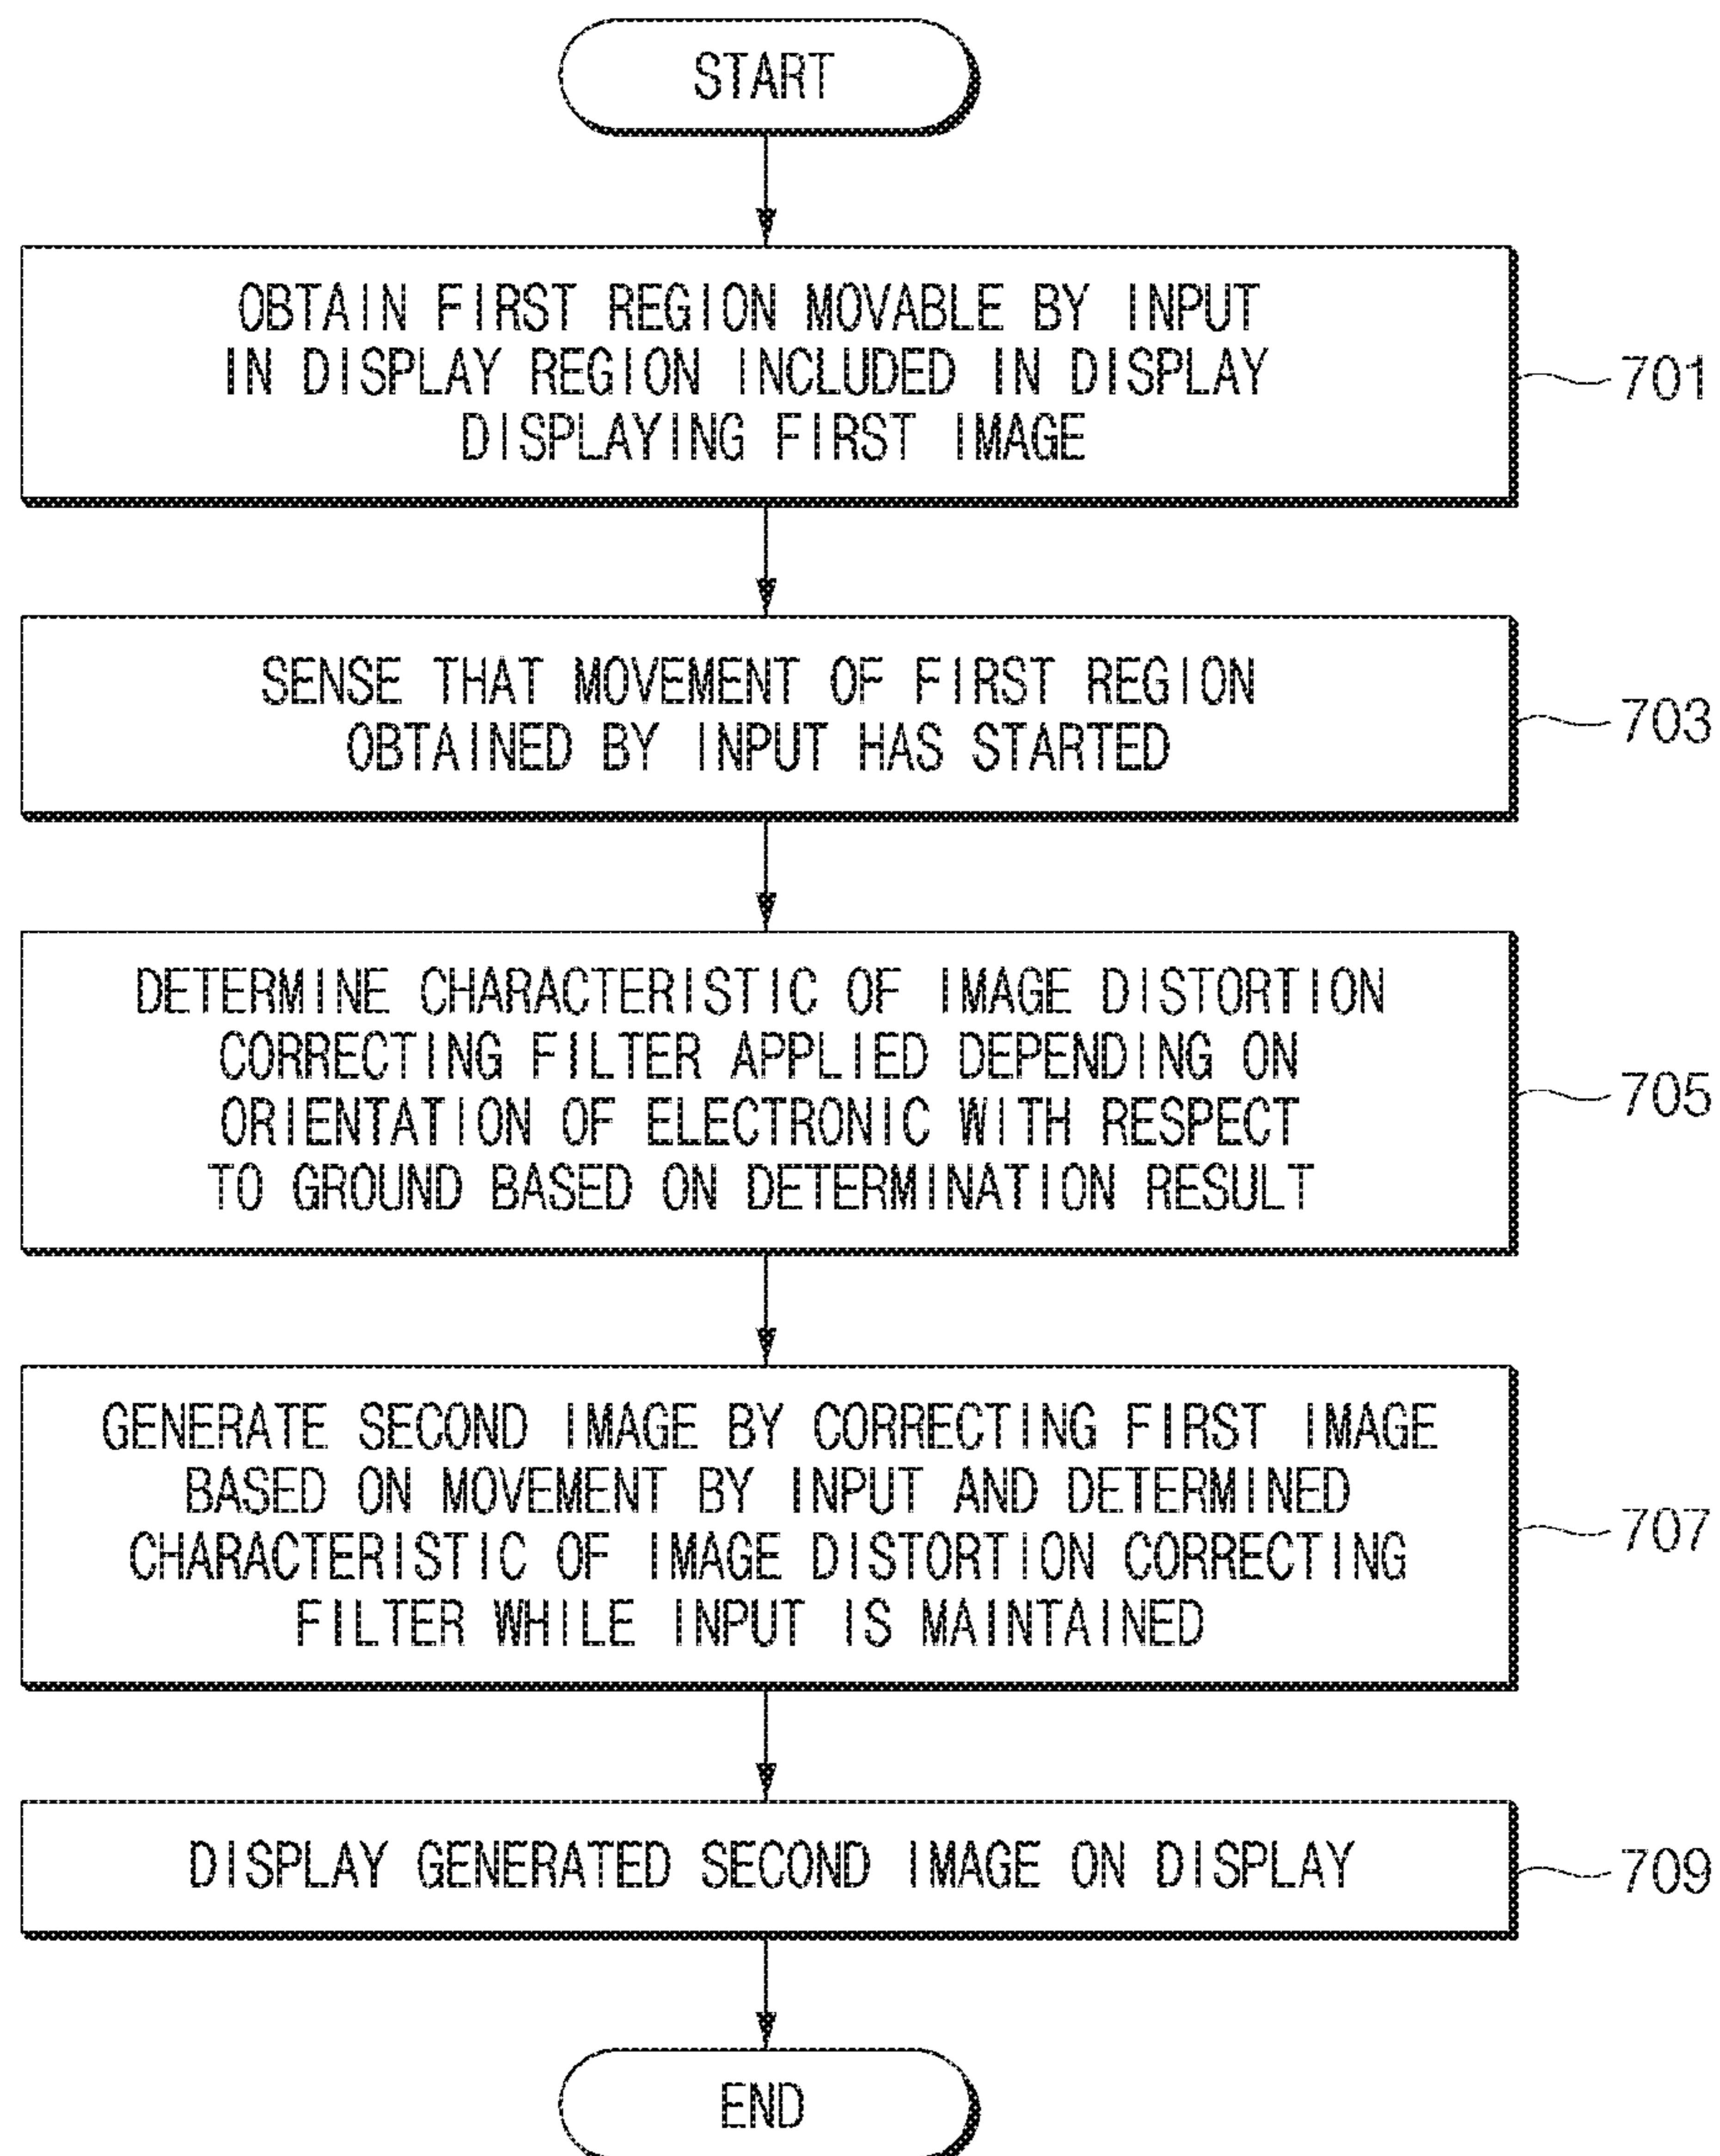 START
OBTAIN FIRST REGION MOVABLE BY INPUT
IN DISPLAY REGION INCLUDED IN DISPLAY
DISPLAYING FIRST IMAGE
701
SENSE THAT MOVEMENT OF FIRST REGION
OBTAINED BY INPUT HAS STARTED
703
DETERMINE CHARACTERISTIC OF IMAGE DISTORTION
CORRECTING FILTER APPLIED DEPENDING ON
ORIENTATION OF ELECTRONIC WITH RESPECT
TO GROUND BASED ON DETERMINATION RESULT
705
GENERATE SECOND IMAGE BY CORRECTING FIRST IMAGE
BASED ON MOVEMENT BY INPUT AND DETERMINED
CHARACTERISTIC OF IMAGE DISTORTION CORRECTING
FILTER WHILE INPUT IS MAINTAINED
707
DISPLAY GENERATED SECOND IMAGE ON DISPLAY
709
END